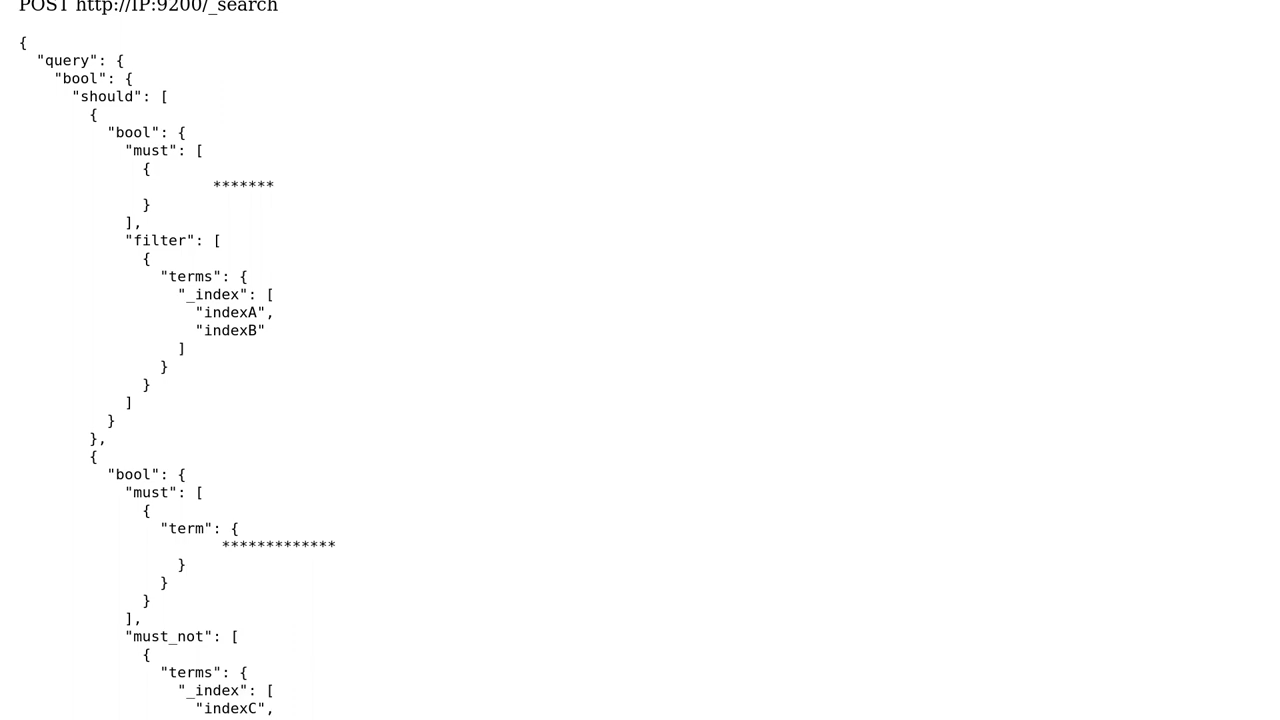 POST http://IP:9200/_search
{
  "query": {
    "bool": {
      "should": [
        {
          "bool": {
            "must": [
              {
                      *******
              }
            ],
            "filter": [
              {
                "terms": {
                  "_index": [
                    "indexA",
                    "indexB"
                  ]
                }
              }
            ]
          }
        },
        {
          "bool": {
            "must": [
              {
                "term": {
                       *************
                  }
                }
              }
            ],
            "must_not": [
              {
                "terms": {
                  "_index": [
                    "indexC",